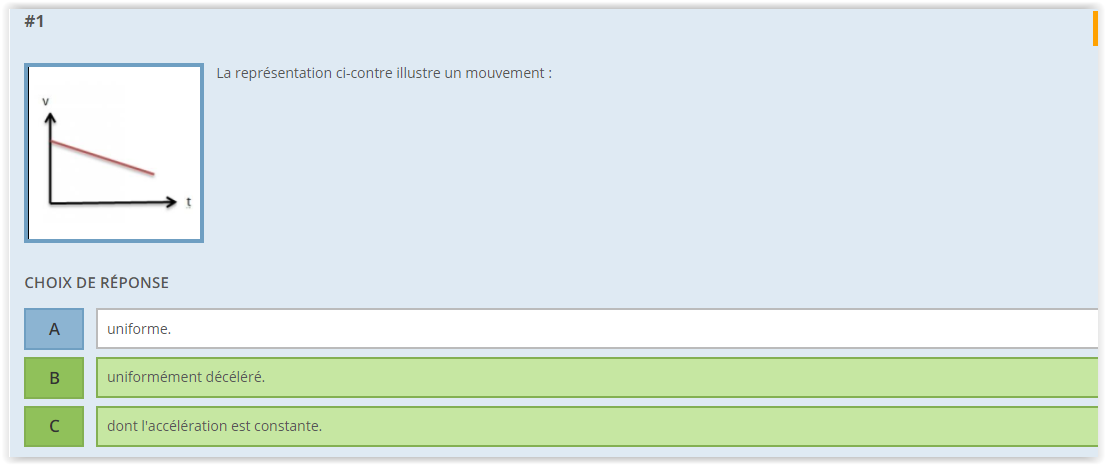 #1
La représentation ci-contre illustre un mouvement :
v
t
CHOIX DE RÉPONSE
A uniforme.
B uniformément décéléré.
C dont l'accélération est constante.